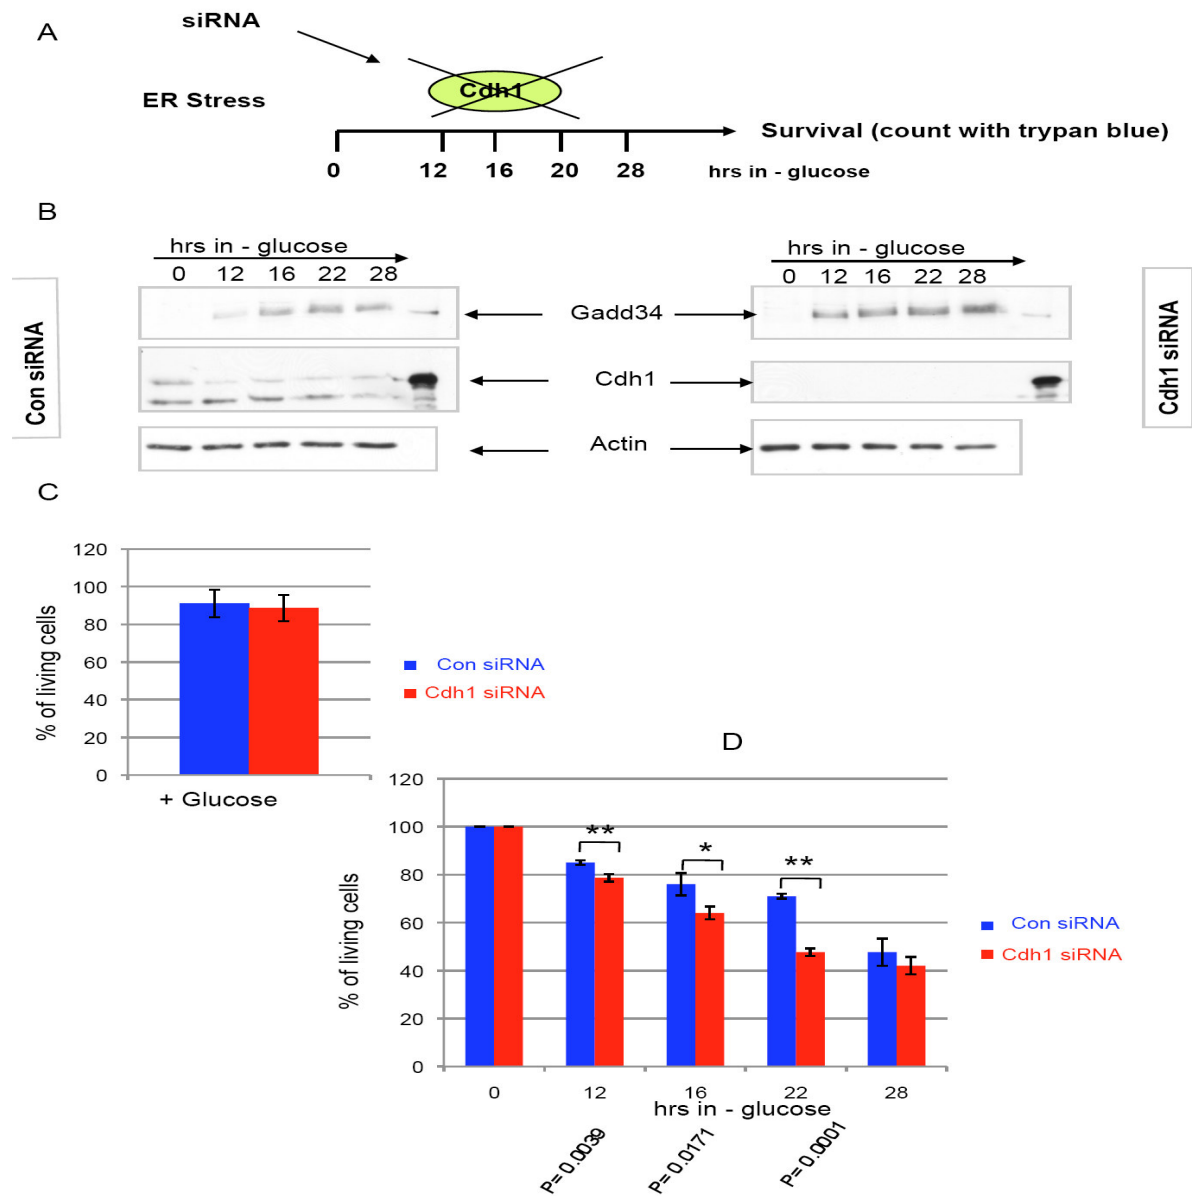 A
siRNA
Cdh1
ER Stress
Survival (count with trypan blue)
0 12 16 20 28 hrs in - glucose
B
hrs in - glucose
0 12 16 22 28
hrs in - glucose
0 12 16 22 28
Con siRNA
Gadd34
Cdh1
Actin
Cdh1 siRNA
C
120
100
80
60
40
20
0
% of living cells
+ Glucose
Con siRNA
Cdh1 siRNA
D
120
100
80
60
40
20
0
% of living cells
** * **
0 12 16 22 28
hrs in - glucose
P= 0.0039 P= 0.0171 P= 0.0001
Con siRNA
Cdh1 siRNA